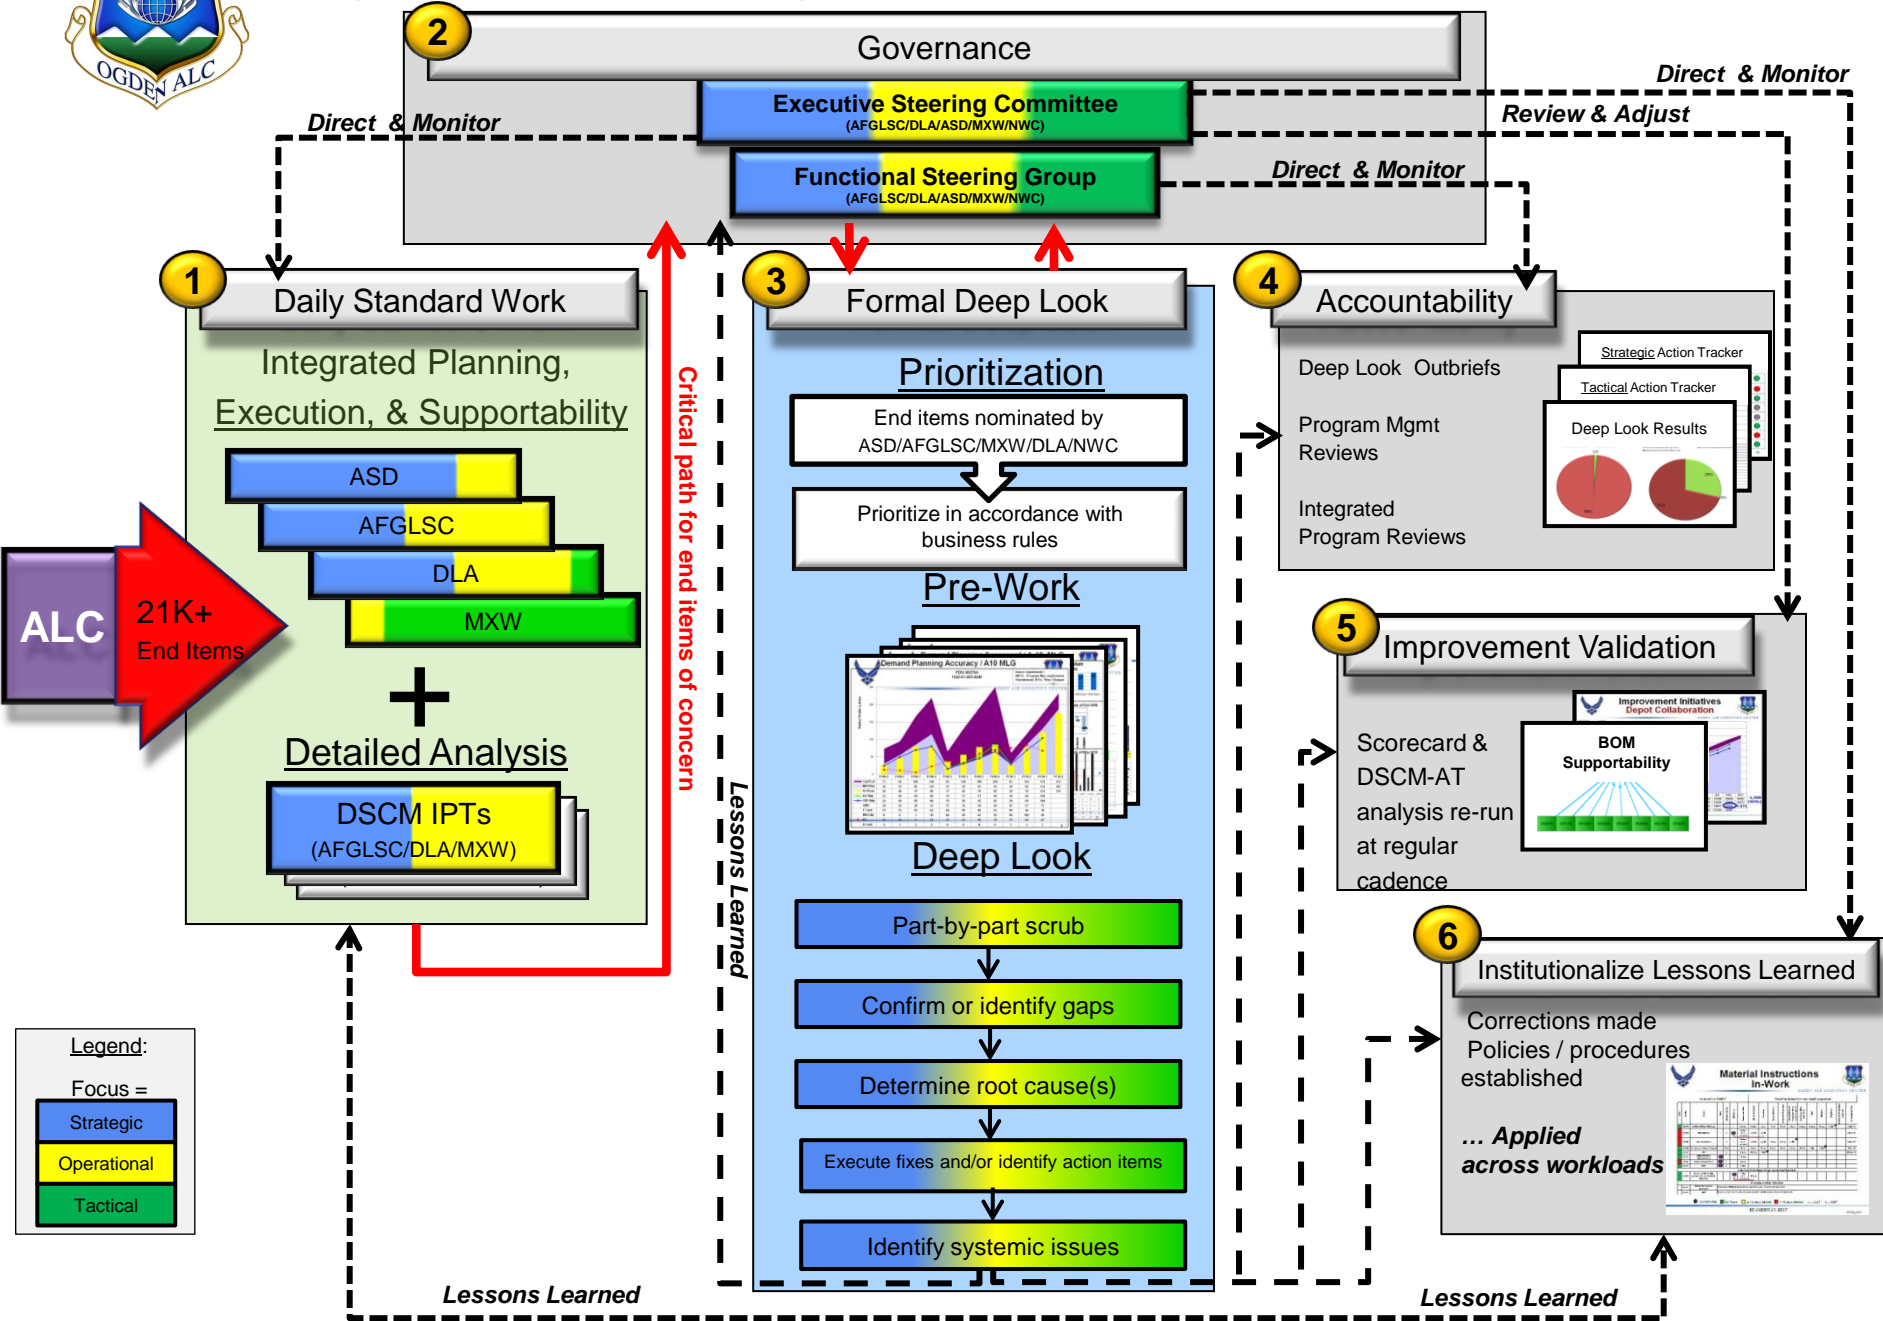 OGDEN ALC
2
Governance
Executive Steering Committee
(AFGLSC/DLA/ASD/MXW/NWC)
Functional Steering Group
(AFGLSC/DLA/ASD/MXW/NWC)
Direct & Monitor
Direct & Monitor
Review & Adjust
Direct & Monitor
1
Daily Standard Work
Integrated Planning,
Execution, & Supportability
ASD
AFGLSC
DLA
MXW
ALC
21K+
End Items
Detailed Analysis
DSCM IPTs
(AFGLSC/DLA/MXW)
Critical path for end items of concern
Lessons Learned
3
Formal Deep Look
Prioritization
End items nominated by
ASD/AFGLSC/MXW/DLA/NWC
Prioritize in accordance with
business rules
Pre-Work
Demand Planning Accuracy / A10 MLG
Deep Look
Part-by-part scrub
Confirm or identify gaps
Determine root cause(s)
Execute fixes and/or identify action items
Identify systemic issues
4
Accountability
Deep Look Outbriefs
Program Mgmt
Reviews
Integrated
Program Reviews
Strategic Action Tracker
Tactical Action Tracker
Deep Look Results
5
Improvement Validation
Scorecard &
DSCM-AT
analysis re-run
at regular
cadence
Improvement Initiatives
Depot Collaboration
BOM
Supportability
6
Institutionalize Lessons Learned
Corrections made
Policies / procedures
established
... Applied
across workloads
Material Instructions
In-Work
Legend:
Focus =
Strategic
Operational
Tactical
Lessons Learned
Lessons Learned